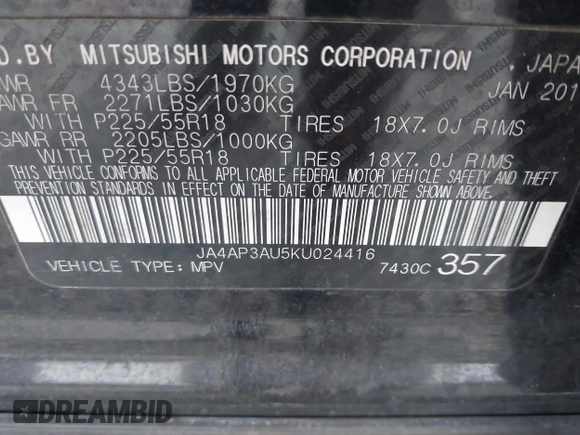 D.BY MITSUBISHI MOTORS CORPORATION , JAPA
WR 4343LBS/1970KG JAN 201
AWR FR 2271LBS/1030KG
WITH P225/55R18 TIRES 18X7.0J RIMS
GAWR RR 2205LBS/1000KG
WITH P225/55R18 TIRES 18X7.0J RIMS
THIS VEHICLE CONFORMS TO ALL APPLICABLE FEDERAL MOTOR VEHICLE SAFETY AND THEFT
PREVENTION STANDARDS IN EFFECT ON THE DATE OF MANUFACTURE SHOWN ABOVE.
JA4AP3AU5KU024416
VEHICLE TYPE: MPV 7430C 357
DREAMBID